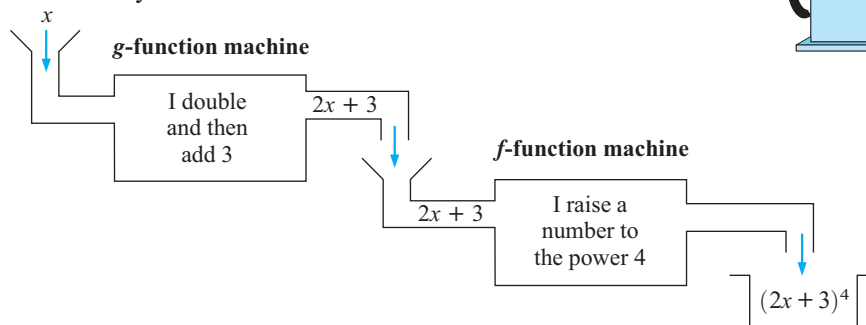 x
g-function machine
I double
and then
add 3
2x + 3
f-function machine
2x + 3
I raise a
number to
the power 4
(2x + 3)⁴